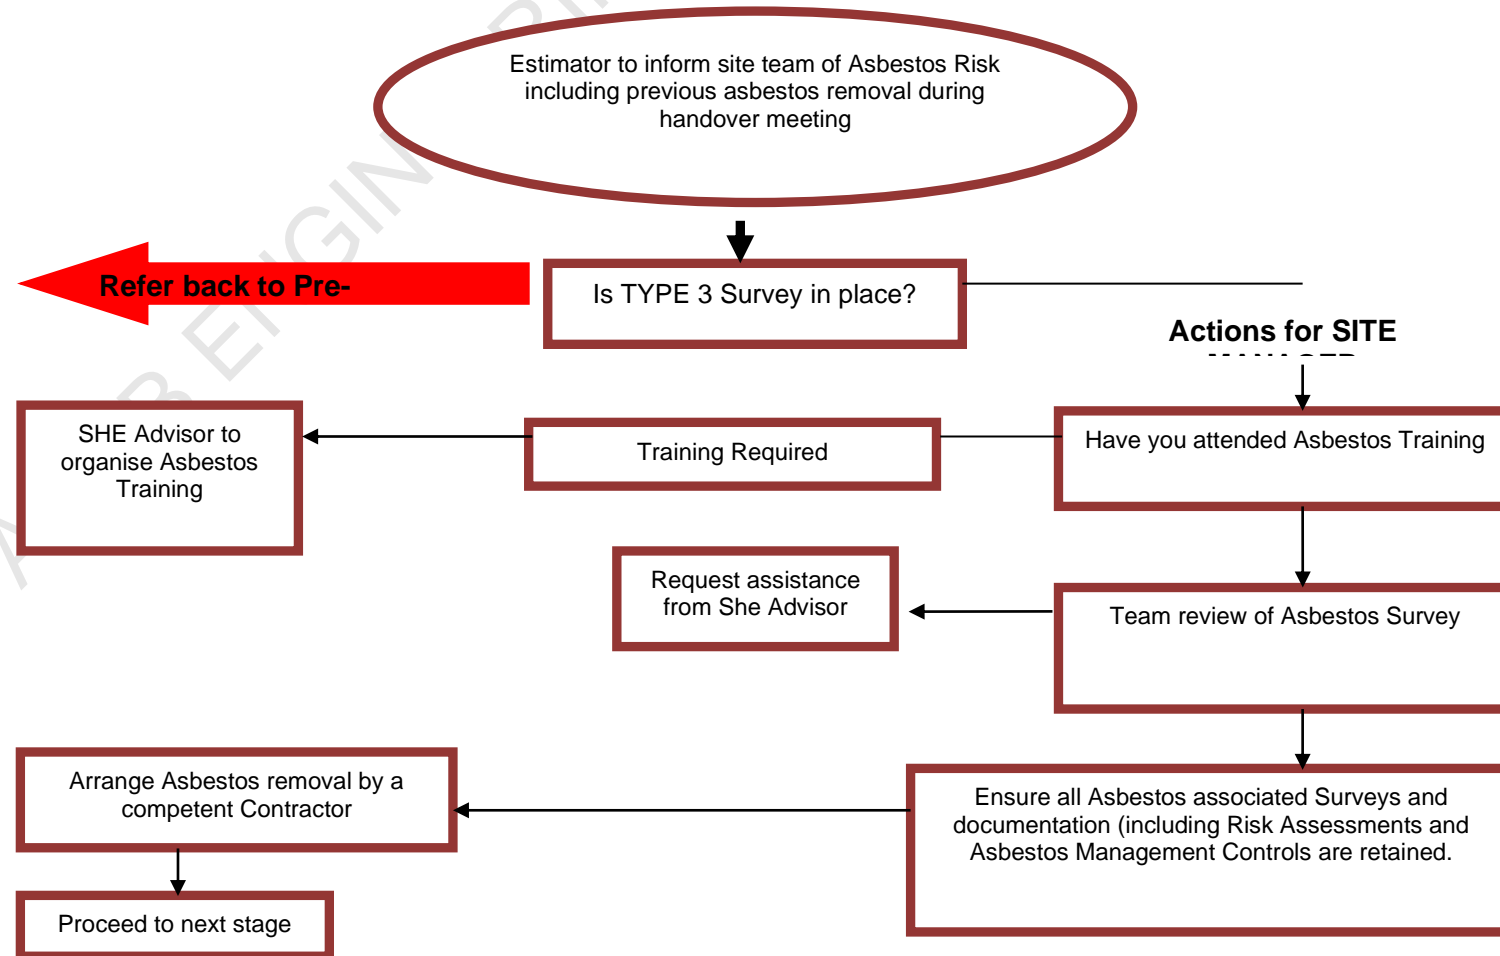 Estimator to inform site team of Asbestos Risk
including previous asbestos removal during
handover meeting
Refer back to Pre-
Is TYPE 3 Survey in place?
Actions for SITE
SHE Advisor to
organise Asbestos
Training
Training Required
Have you attended Asbestos Training
Request assistance
from She Advisor
Team review of Asbestos Survey
Arrange Asbestos removal by a
competent Contractor
Ensure all Asbestos associated Surveys and
documentation (including Risk Assessments and
Asbestos Management Controls are retained.
Proceed to next stage